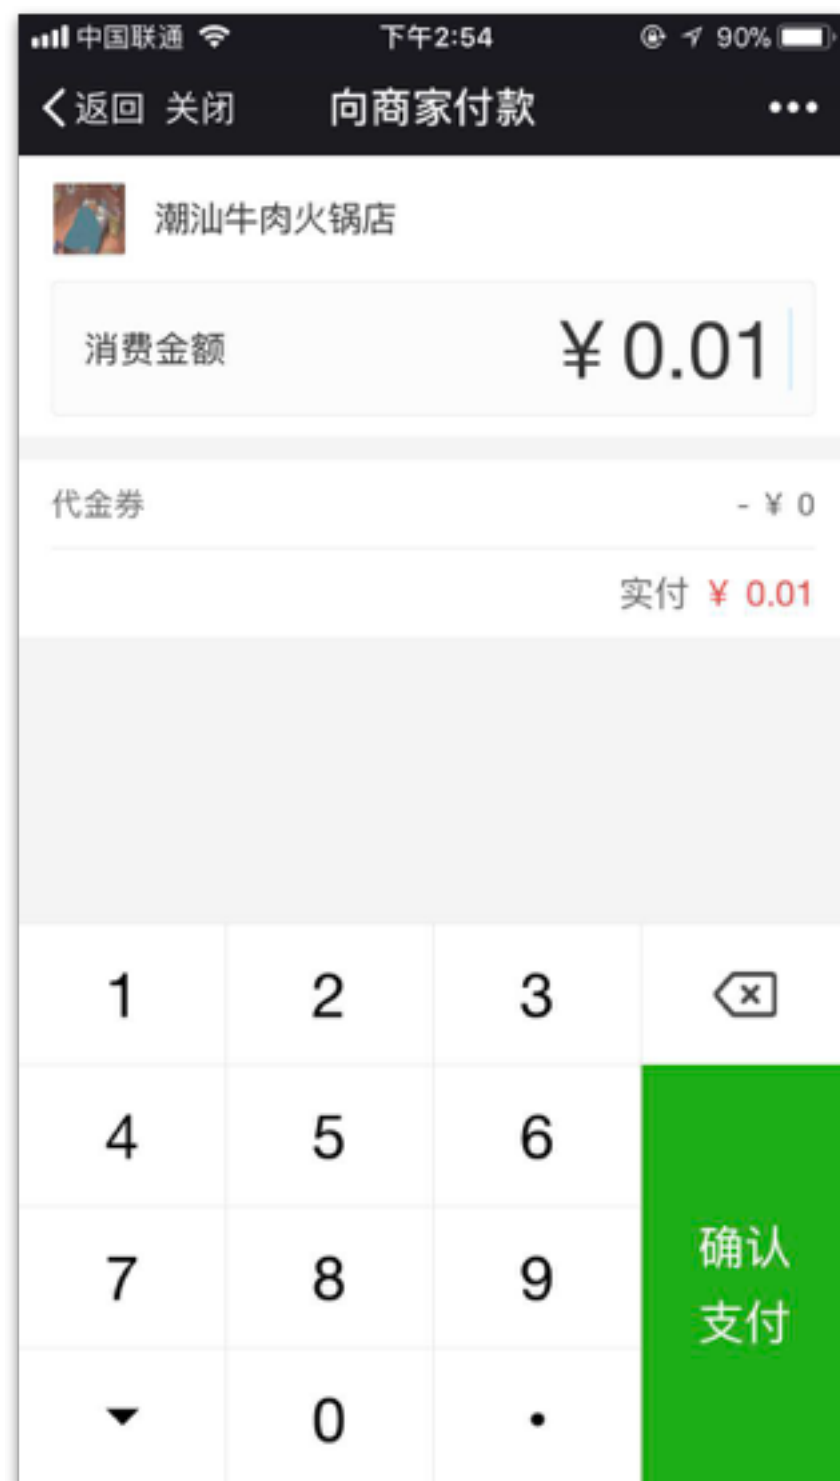 中国联通 下午2:54 90%
返回 关闭 向商家付款
潮汕牛肉火锅店
消费金额 ¥ 0.01
代金券 - ¥ 0
实付 ¥ 0.01
1 2 3
4 5 6
7 8 9
确认
支付
0 .